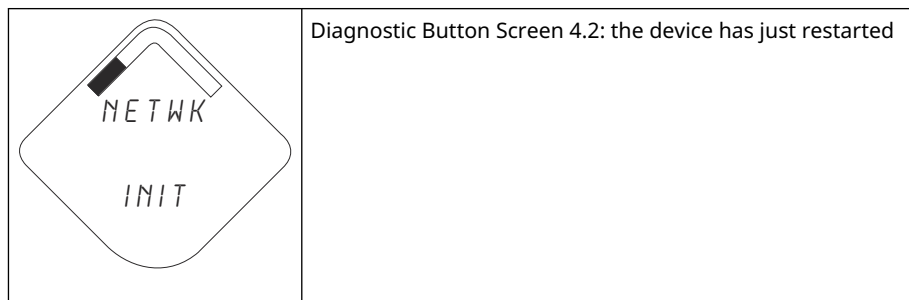 NETWK
INIT
Diagnostic Button Screen 4.2: the device has just restarted